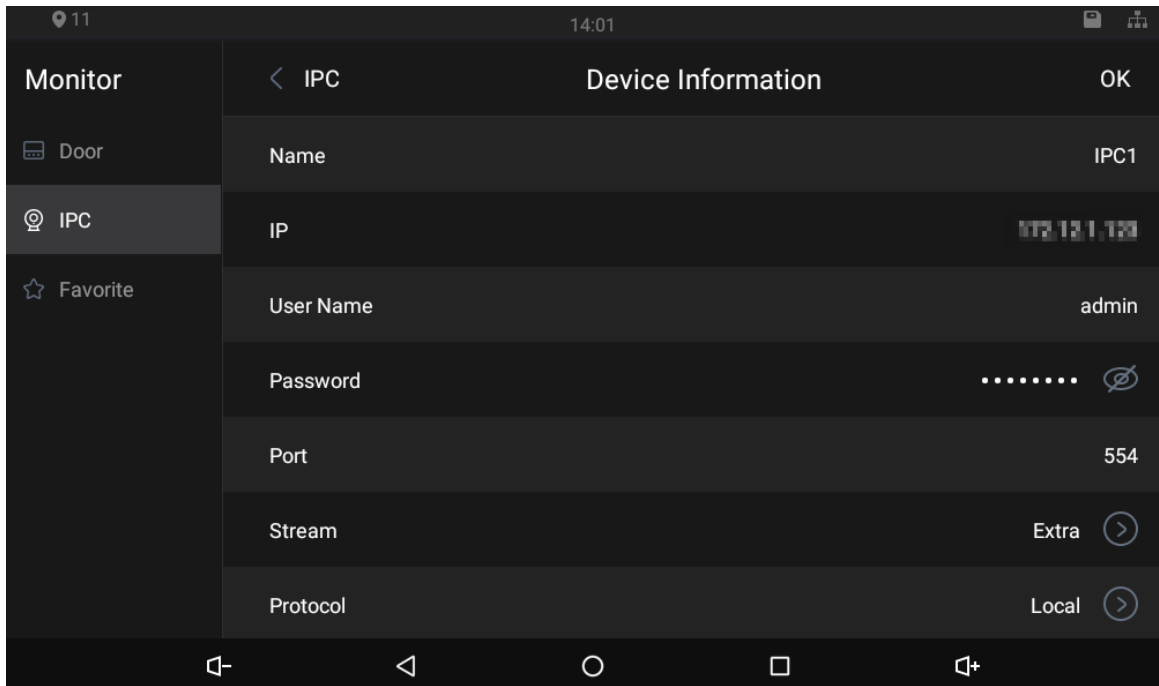 11
14:01
Monitor
IPC
Device Information
OK
Door
IPC
Favorite
Name
IPC1
IP
User Name
admin
Password
Port
554
Stream
Extra
Protocol
Local